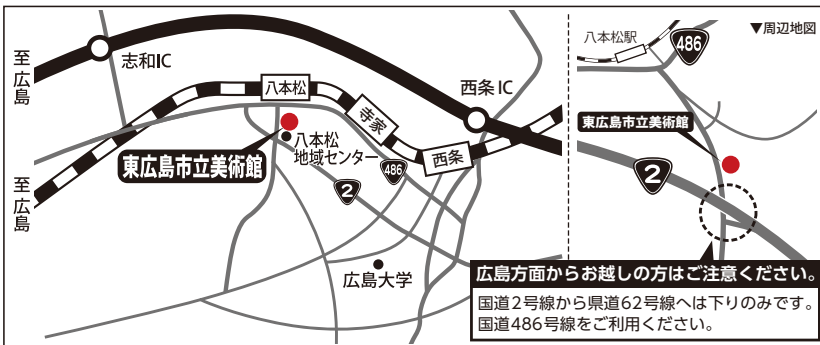 至広島
志和IC
八本松
寺家
西条IC
西条
八本松
地域センター
東広島市立美術館
486
2
広島大学
至広島
八本松駅
486
▼周辺地図
東広島市立美術館
2
広島方面からお越しの方はご注意ください。
国道2号線から県道62号線へは下りのみです。
国道486号線をご利用ください。